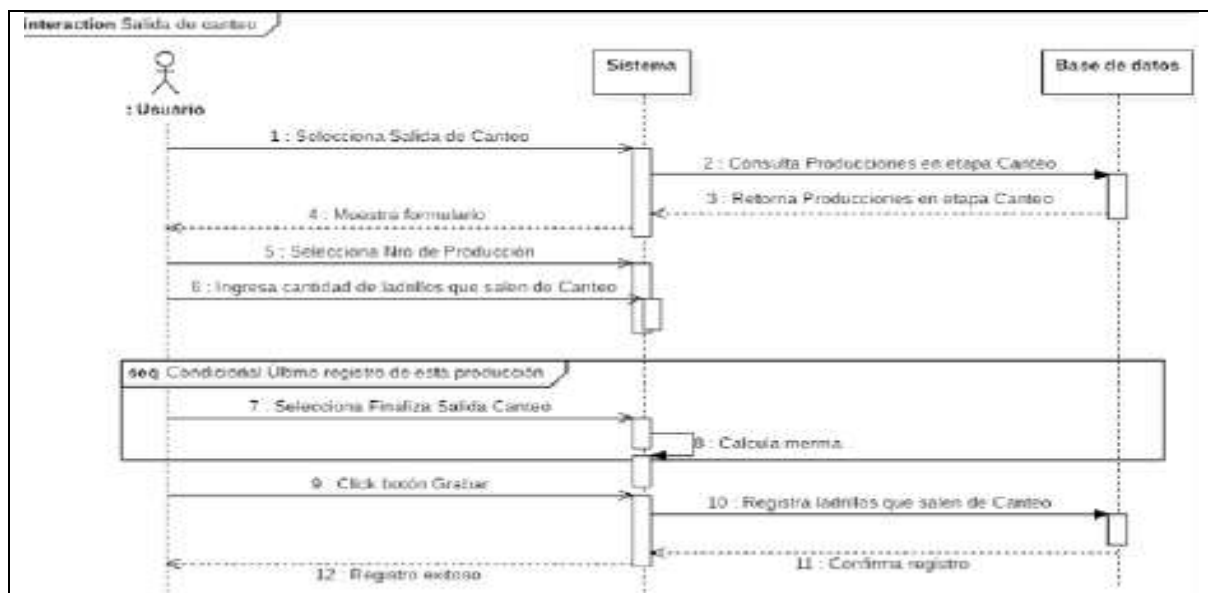 interaction Salida de canteo
Sistema
Base de datos
: Usuario
1 : Selecciona Salida de Canteo
2 : Consulta Producciones en etapa Canteo
3 : Retorna Producciones en etapa Canteo
4 : Muestra formulario
5 : Selecciona Nro de Producción
6 : Ingresa cantidad de ladrillos que salen de Canteo
seq Condicional Último registro de esta producción
7 : Selecciona Finaliza Salida Canteo
8 : Calcula merma
9 : Click botón Grabar
10 : Registra ladrillos que salen de Canteo
11 : Confirma registro
12 : Registro exitoso